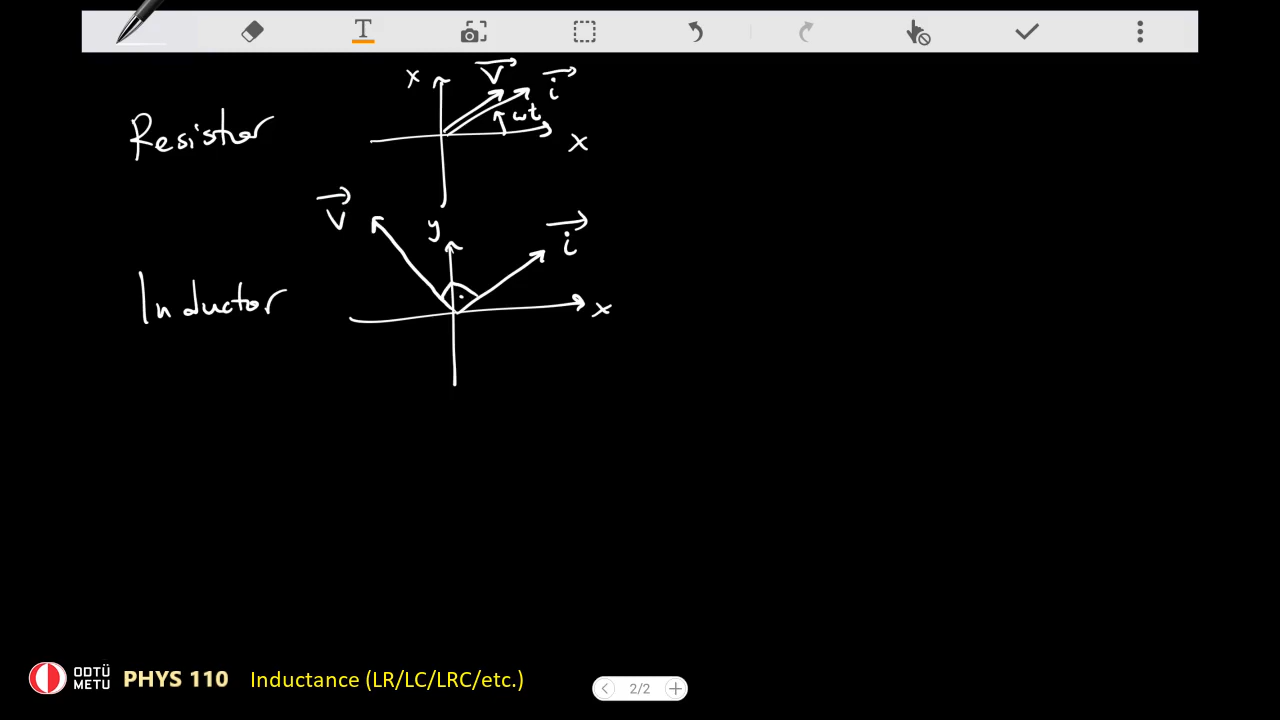 T
x V i
Resistor ωt
x
V y i
Inductor x
ODTÜ
METU
PHYS 110 Inductance (LR/LC/LRC/etc.)
2/2